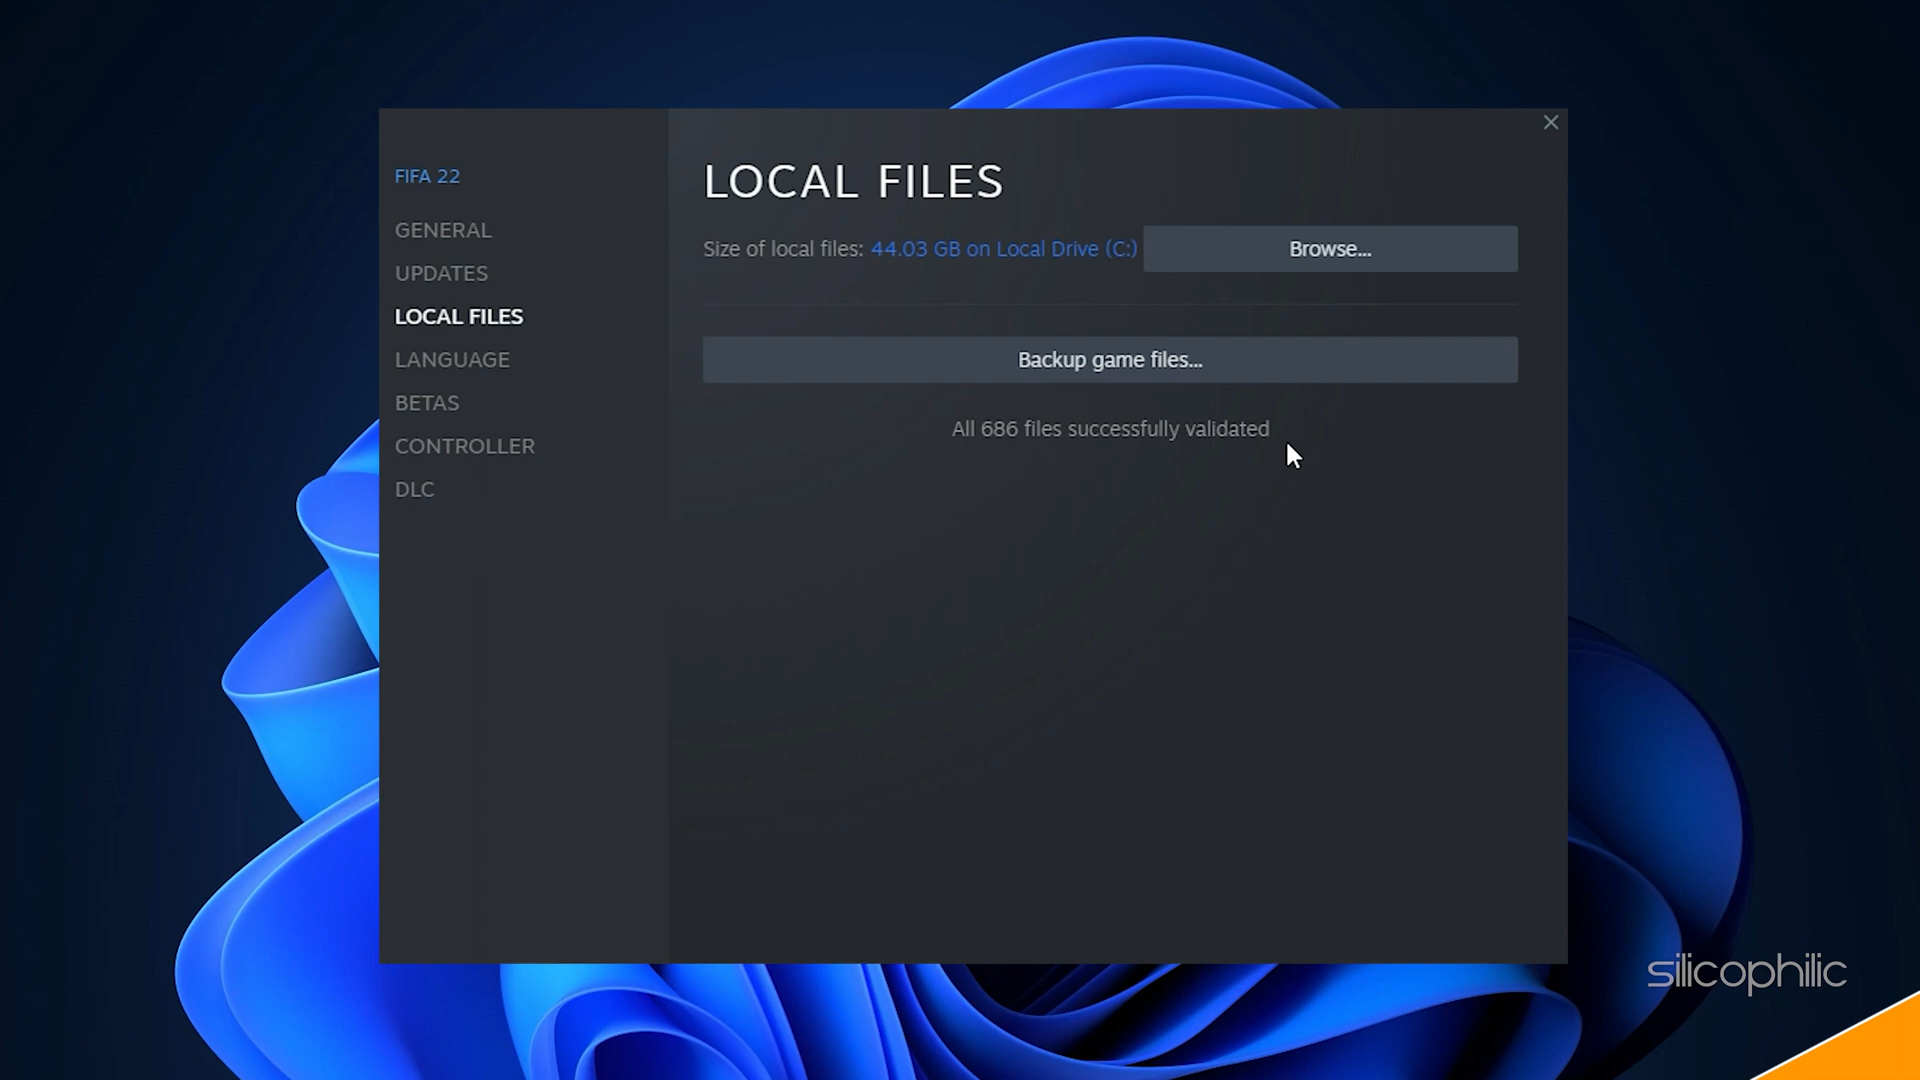 FIFA 22
GENERAL
UPDATES
LOCAL FILES
LANGUAGE
BETAS
CONTROLLER
DLC
LOCAL FILES
Size of local files: 44.03 GB on Local Drive (C:)
Browse...
Backup game files...
All 686 files successfully validated
silicophilic